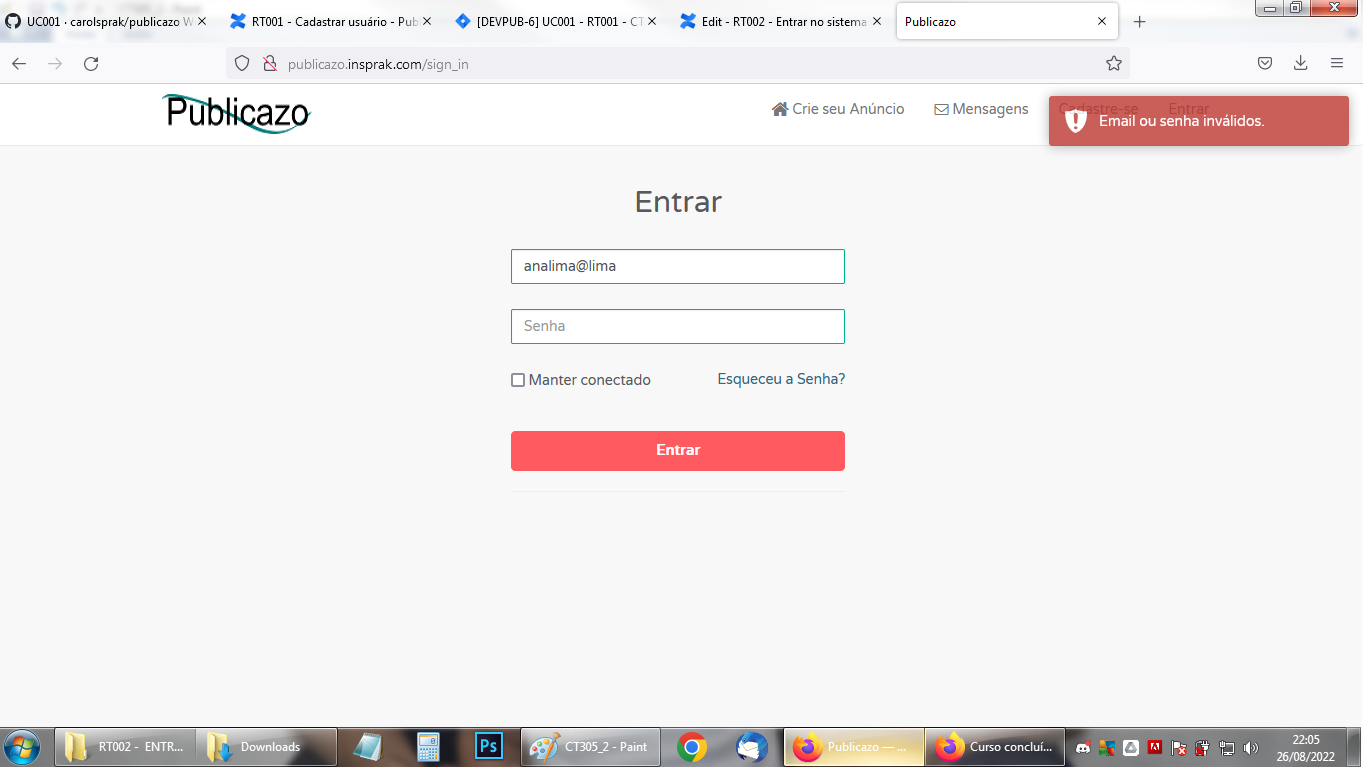 UC001 · carolsprak/publicazo W
RT001 - Cadastrar usuário - Pub
[DEVPUB-6] UC001 - RT001 - CT
Edit - RT002 - Entrar no sistema
Publicazo
publicazo.insprak.com/sign_in
Publicazo
Crie seu Anúncio
Mensagens
Cadastre-se
Entrar
Email ou senha inválidos.
Entrar
analima@lima
Senha
Manter conectado
Esqueceu a Senha?
Entrar
RT002 - ENTR...
Downloads
Ps
CT305_2 - Paint
Publicazo — ...
Curso concluí...
22:05
26/08/2022